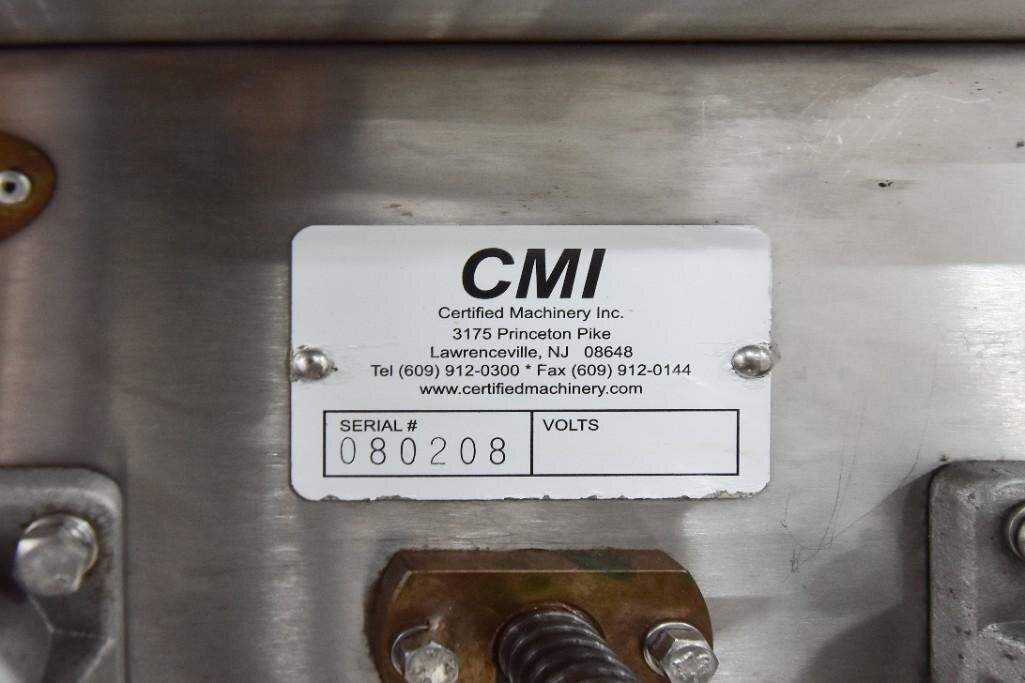 CMI
Certified Machinery Inc.
3175 Princeton Pike
Lawrenceville, NJ 08648
Tel (609) 912-0300 * Fax (609) 912-0144
www.certifiedmachinery.com
SERIAL # VOLTS
080208